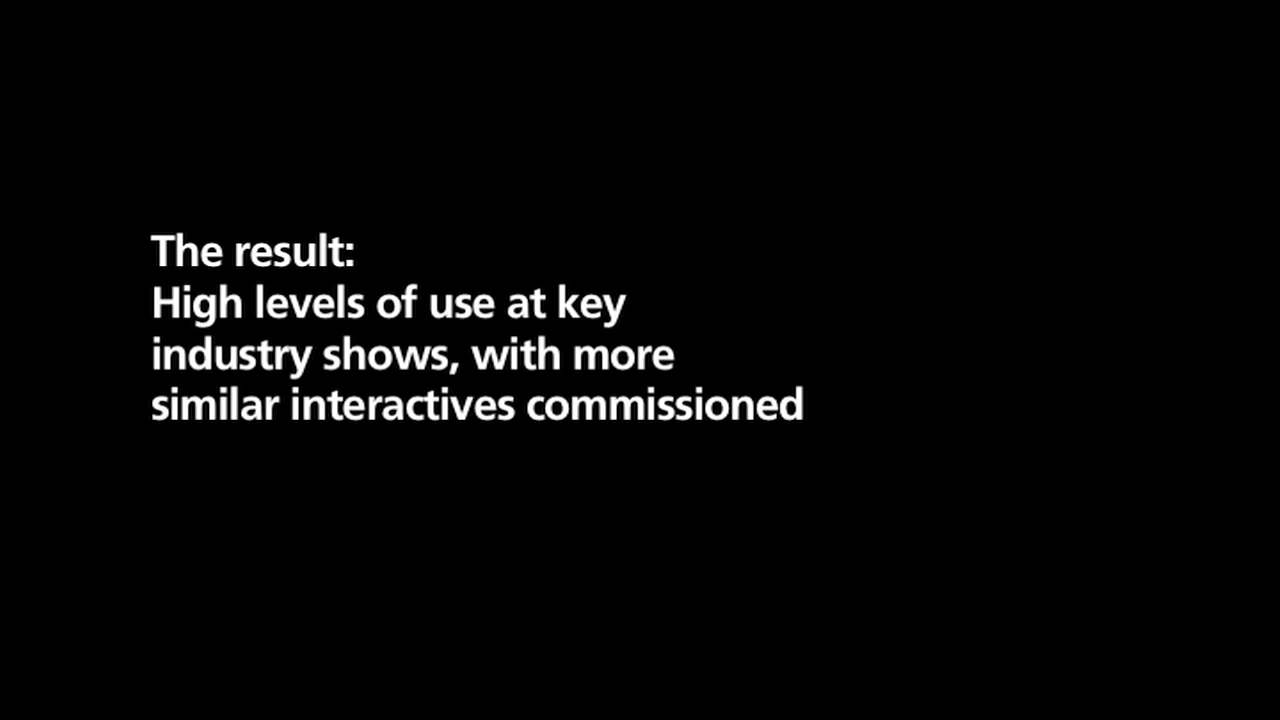 The result:
High levels of use at key
industry shows, with more
similar interactives commissioned